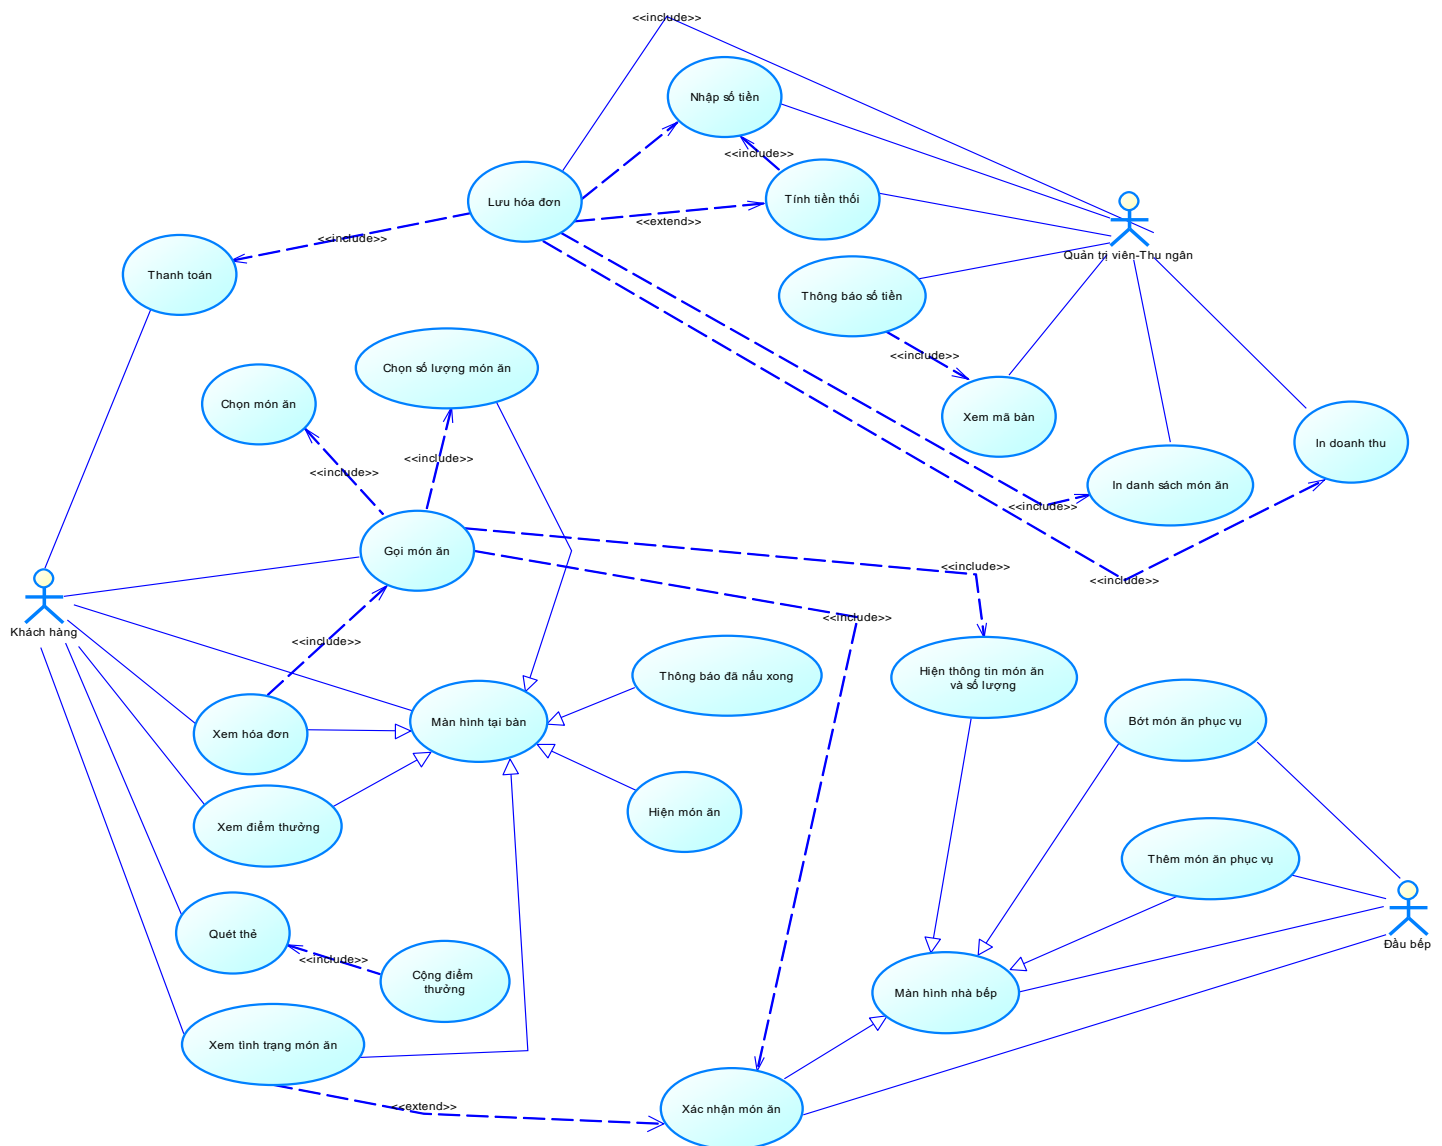 <<include>>
Nhập số tiền
<<include>>
Lưu hóa đơn
Tính tiền thối
<<extend>>
<<include>>
Quản trị viên-Thu ngân
Thanh toán
Thông báo số tiền
<<include>>
Chọn số lượng món ăn
Chọn món ăn
Xem mã bàn
In doanh thu
<<include>>
<<include>>
In danh sách món ăn
<<include>>
Gọi món ăn
<<include>>
<<include>>
<<include>>
Khách hàng
<<include>>
Thông báo đã nấu xong
Hiện thông tin món ăn
và số lượng
Màn hình tại bàn
Bớt món ăn phục vụ
Xem hóa đơn
Hiện món ăn
Xem điểm thưởng
Thêm món ăn phục vụ
Quét thẻ
<<include>>
Cộng điểm
thưởng
Đầu bếp
Màn hình nhà bếp
Xem tình trạng món ăn
<<extend>>
Xác nhận món ăn